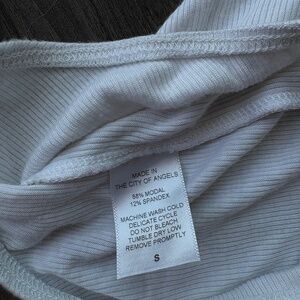 MADE IN
THE CITY OF ANGELS
88% MODAL
12% SPANDEX
MACHINE WASH COLD
DELICATE CYCLE
DO NOT BLEACH
TUMBLE DRY LOW
REMOVE PROMPTLY
S